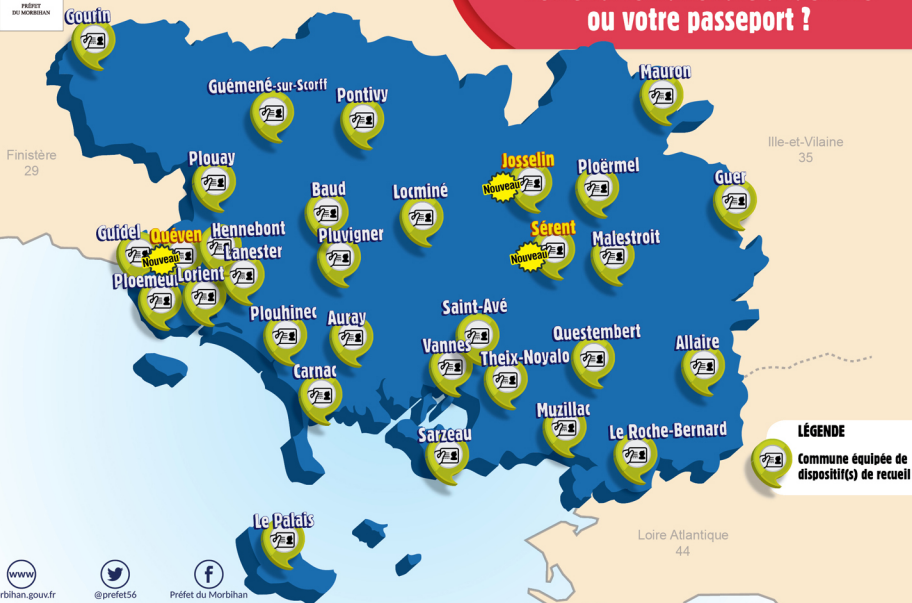 PRÉFET
DU MORBIHAN
ou votre passeport ?
Gourin
Mauron
Guémené-sur-Scorff
Pontivy
Ille-et-Vilaine
35
Finistère
29
Plouay
Josselin
Nouveau
Ploërmel
Guer
Baud
Locminé
Guidel
Quéven
Nouveau
Hennebont
Pluvigner
Sérent
Nouveau
Malestroit
Lanester
Ploemeur
Lorient
Plouhinec
Auray
Saint-Avé
Questembert
Allaire
Vannes
Theix-Noyalo
Carnac
Muzillac
Sarzeau
Le Roche-Bernard
LÉGENDE
Commune équipée de
dispositif(s) de recueil
Le Palais
Loire Atlantique
44
www
rbihan.gouv.fr
@prefet56
f
Préfet du Morbihan